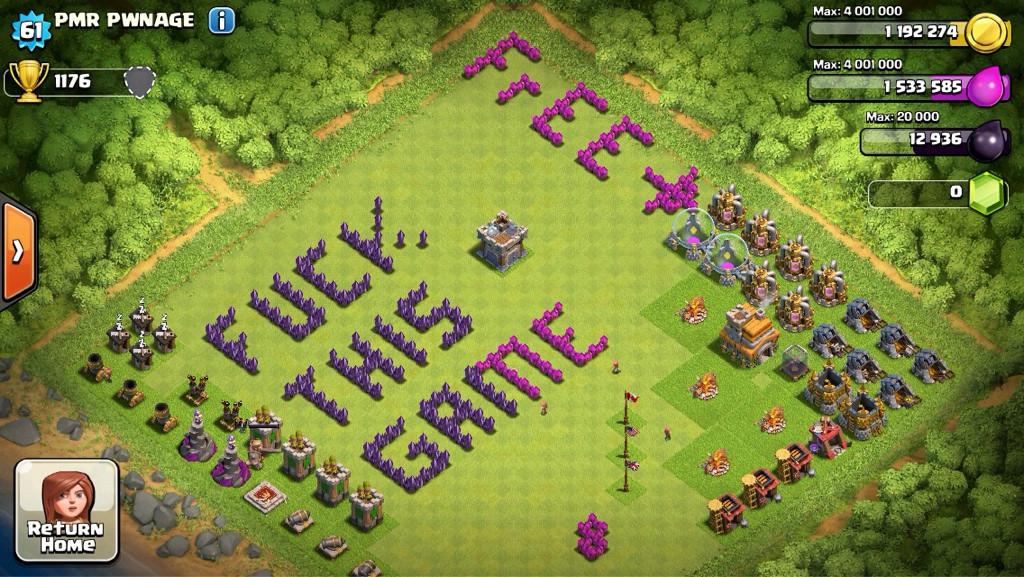 61 PMR PWNAGE i
1176
Max: 4 001 000
1 192 274
Max: 4 001 000
1 533 585
Max: 20 000
12 936
0
FUCK
THIS
GAME
Return
Home